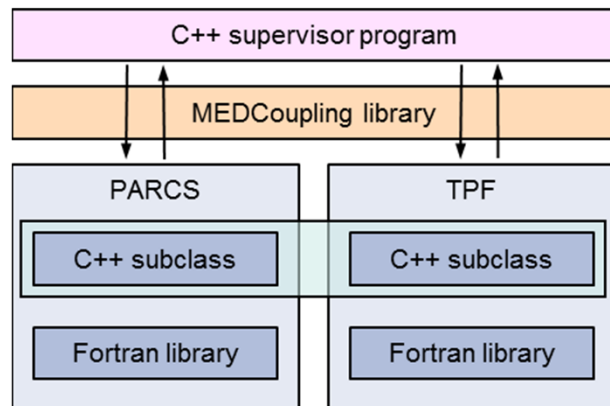 C++ supervisor program
MEDCoupling library
PARCS
TPF
C++ subclass
C++ subclass
Fortran library
Fortran library